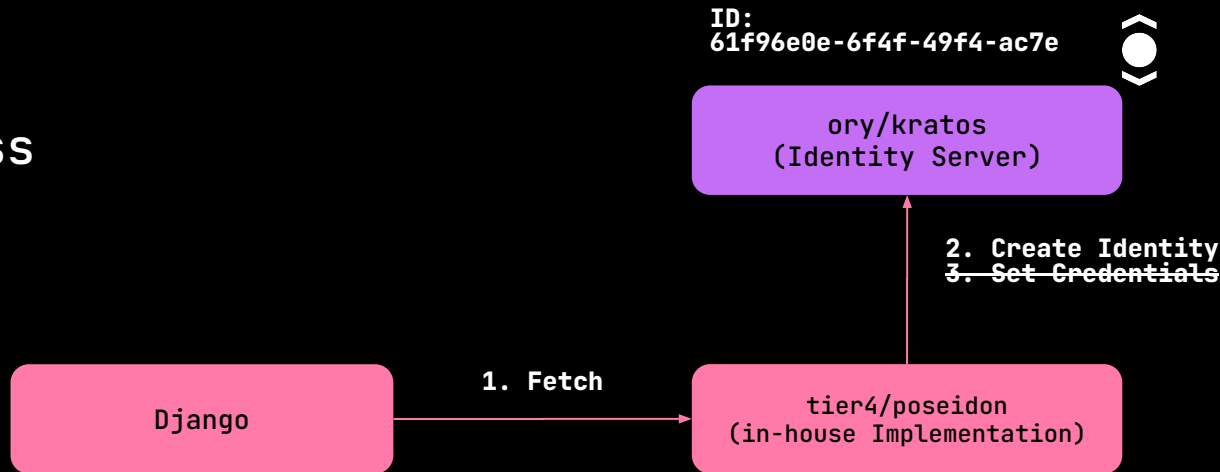 ID:
61f96e0e-6f4f-49f4-ac7e
ss
ory/kratos
(Identity Server)
2. Create Identity
3. Set Credentials
1. Fetch
Django
tier4/poseidon
(in-house Implementation)